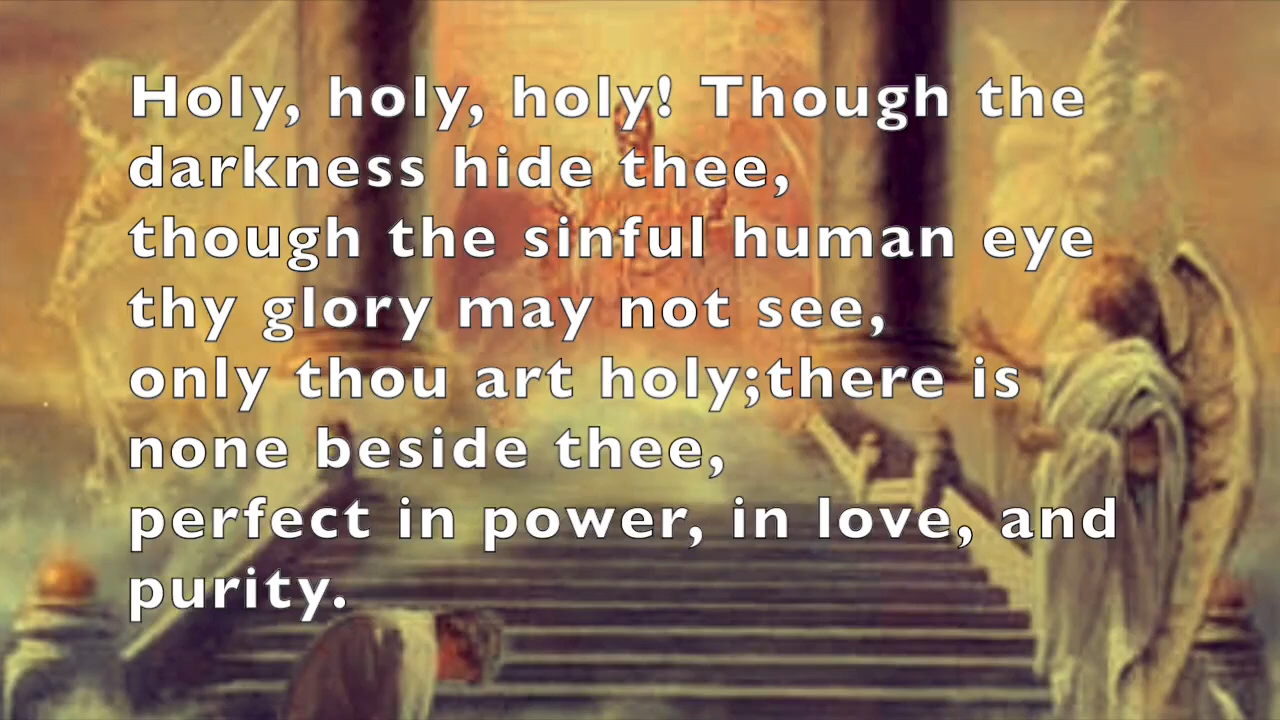 Holy, holy, holy! Though the
darkness hide thee,
though the sinful human eye
thy glory may not see,
only thou art holy;there is
none beside thee,
perfect in power, in love, and
purity.